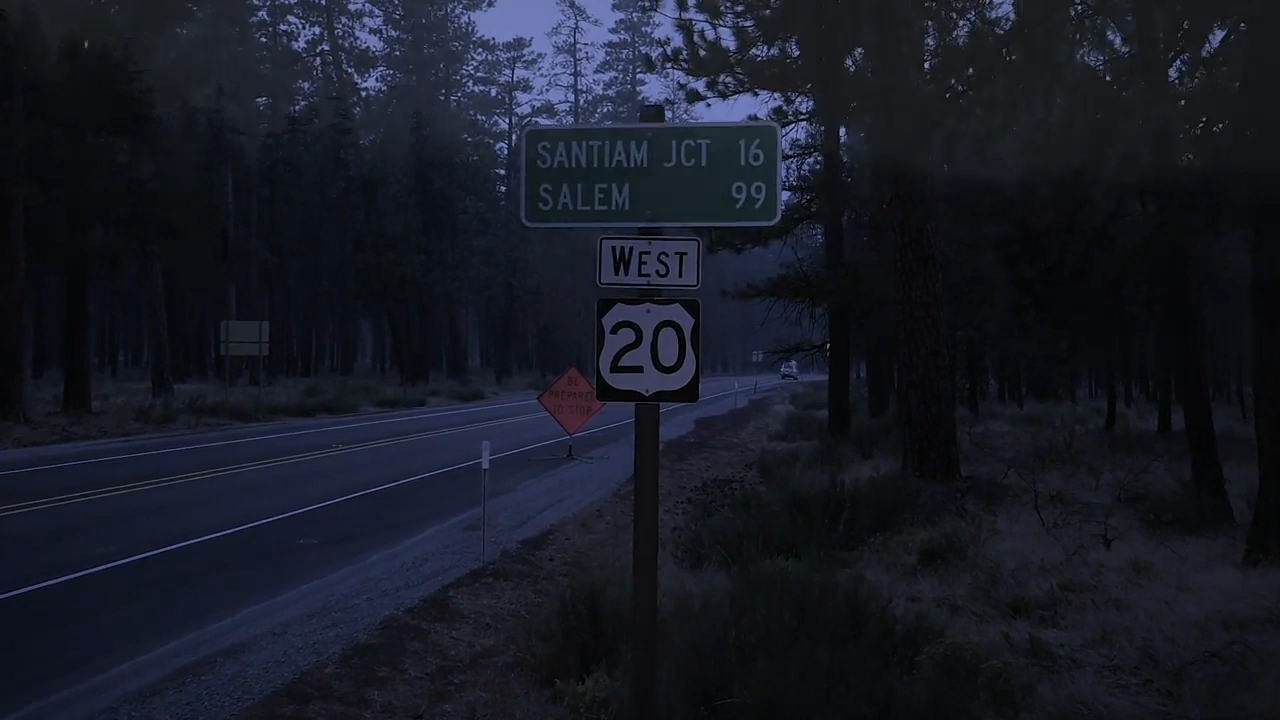 SANTIAM JCT 16
SALEM 99
WEST
20
BE
PREPARED
TO STOP